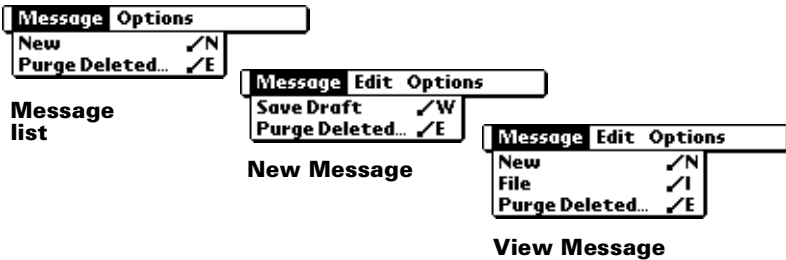 Message Options
New ✓N
Purge Deleted... ✓E
Message
list
Message Edit Options
Save Draft ✓W
Purge Deleted... ✓E
New Message
Message Edit Options
New ✓N
File ✓I
Purge Deleted... ✓E
View Message